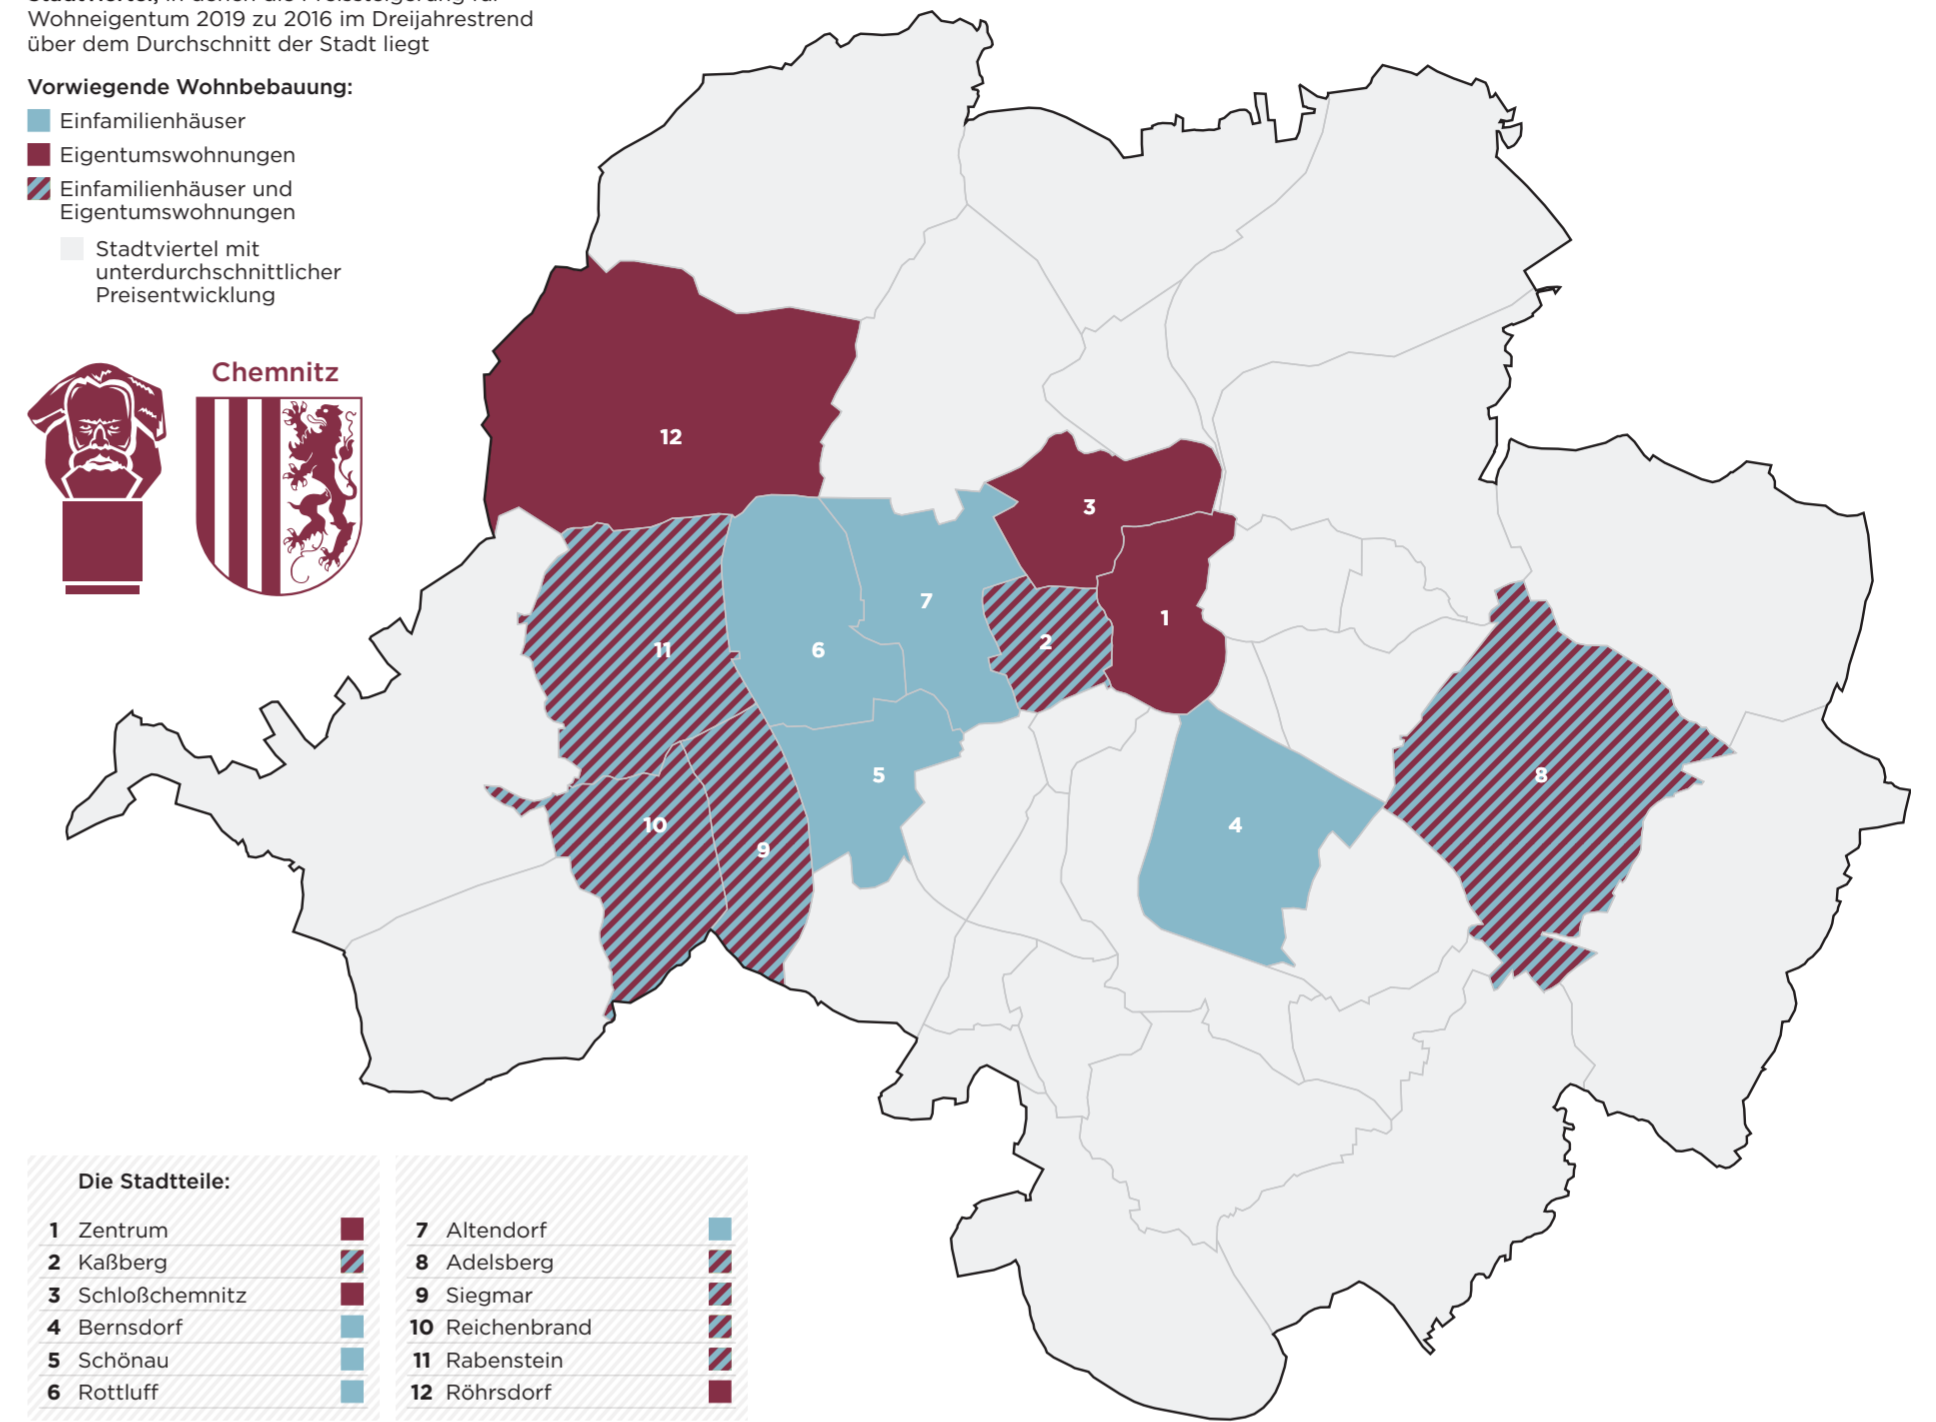 Wohneigentum 2019 zu 2016 im Dreijahrestrend
über dem Durchschnitt der Stadt liegt
Vorwiegende Wohnbebauung:
Einfamilienhäuser
Eigentumswohnungen
Einfamilienhäuser und
Eigentumswohnungen
Stadtviertel mit
unterdurchschnittlicher
Preisentwicklung
Chemnitz
12
3
7
1
11
6
2
5
8
10
4
9
Die Stadtteile:
1 Zentrum
2 Kaßberg
3 Schloßchemnitz
4 Bernsdorf
5 Schönau
6 Rottluff
7 Altendorf
8 Adelsberg
9 Siegmar
10 Reichenbrand
11 Rabenstein
12 Röhrsdorf